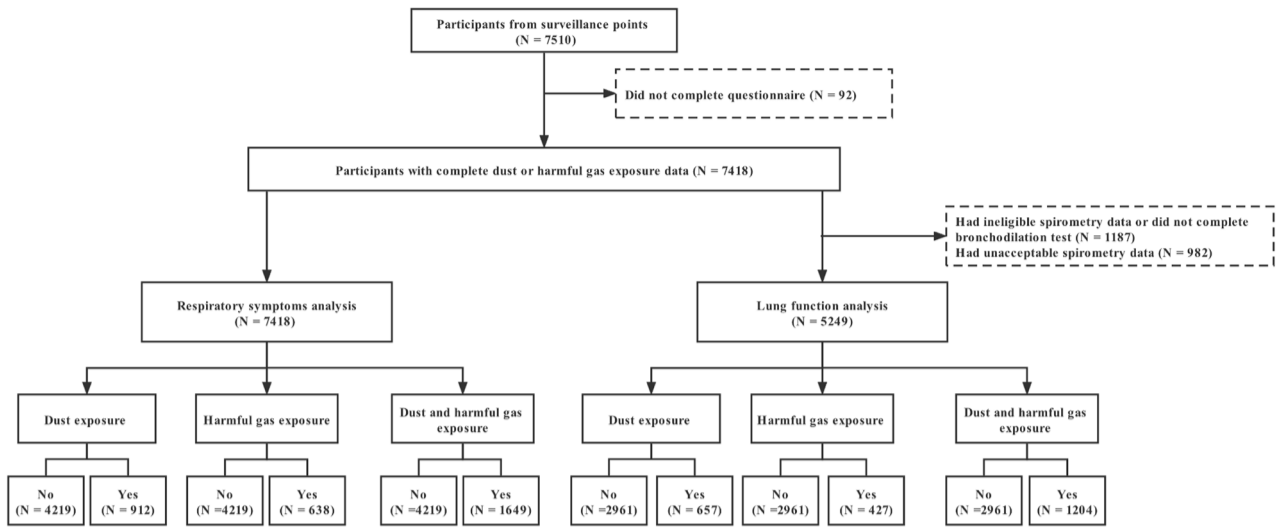 Participants from surveillance points
(N = 7510)
Did not complete questionnaire (N = 92)
Participants with complete dust or harmful gas exposure data (N = 7418)
Had ineligible spirometry data or did not complete
bronchodilation test (N = 1187)
Had unacceptable spirometry data (N = 982)
Respiratory symptoms analysis
(N = 7418)
Lung function analysis
(N = 5249)
Dust exposure
Harmful gas exposure
Dust and harmful gas
exposure
Dust exposure
Harmful gas exposure
Dust and harmful gas
exposure
No
(N = 4219)
Yes
(N = 912)
No
(N =4219)
Yes
(N = 638)
No
(N =4219)
Yes
(N = 1649)
No
(N =2961)
Yes
(N = 657)
No
(N =2961)
Yes
(N = 427)
No
(N =2961)
Yes
(N = 1204)